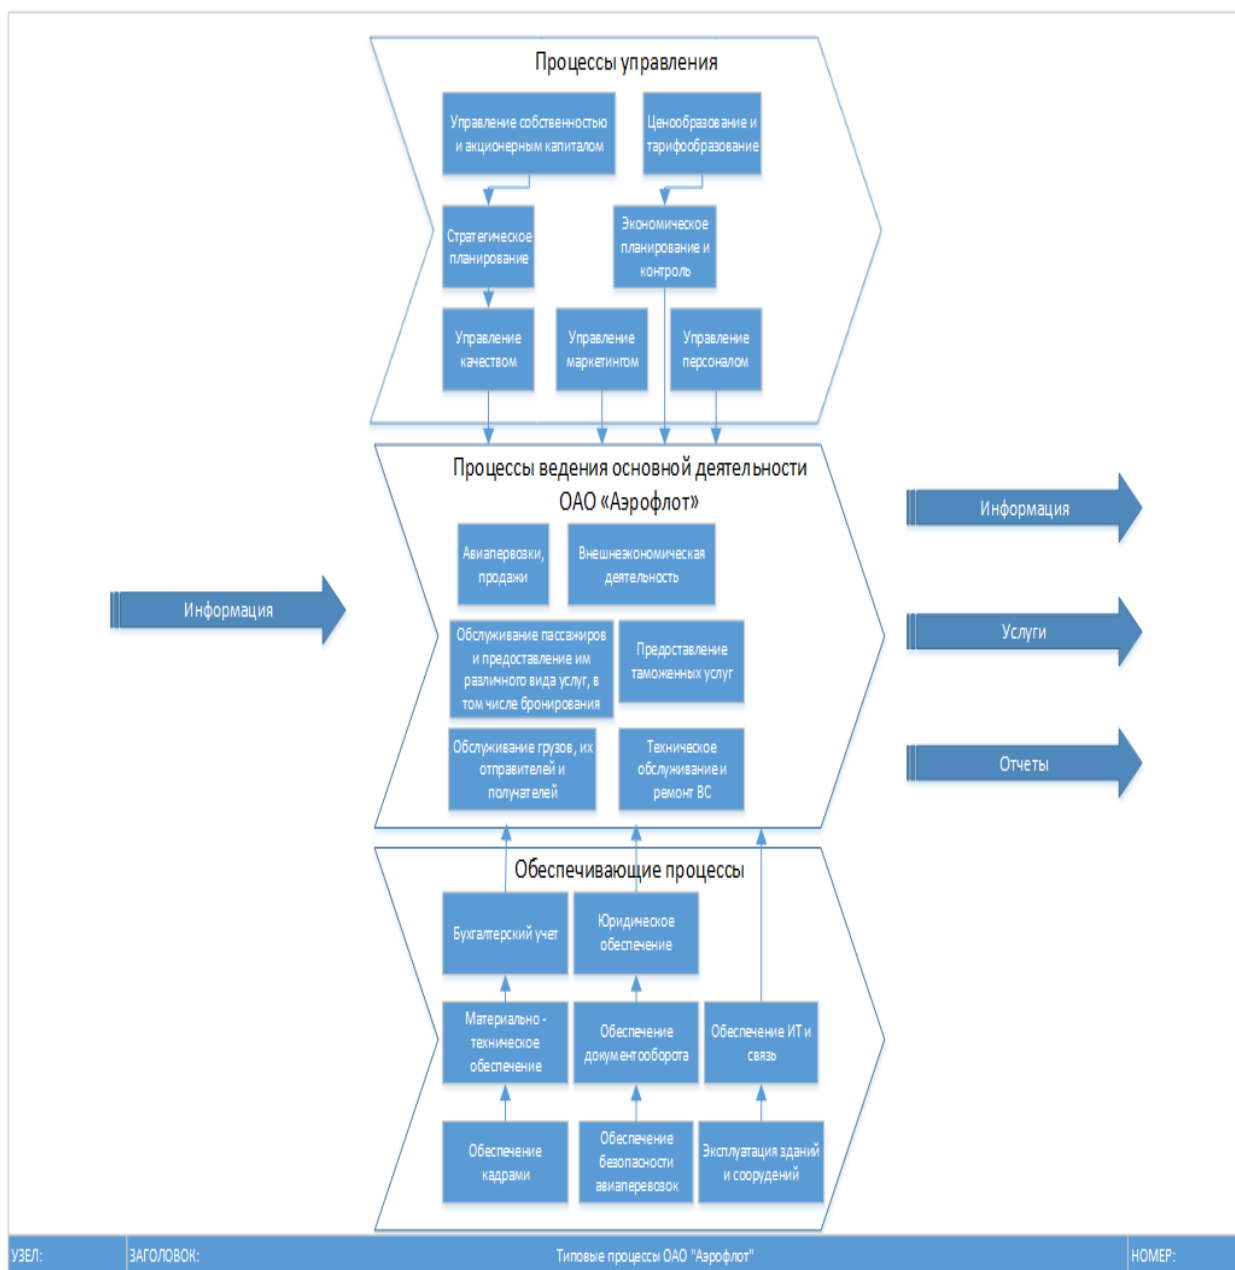 Процессы управления
Управление собственностью
и акционерным капиталом
Ценообразование и
тарифообразование
Стратегическое
планирование
Экономическое
планирование и
контроль
Управление
качеством
Управление
маркетингом
Управление
персоналом
Процессы ведения основной деятельности
ОАО «Аэрофлот»
Авиапервозки,
продажи
Внешнеэкономическая
деятельность
Обслуживание пассажиров
и предоставление им
различного вида услуг, в
том числе бронирования
Предоставление
таможенных услуг
Обслуживание грузов, их
отправителей и
получателей
Техническое
обслуживание и
ремонт ВС
Информация
Информация
Услуги
Отчеты
Обеспечивающие процессы
Бухгалтерский учет
Юридическое
обеспечение
Материально -
техническое
обеспечение
Обеспечение
документооборота
Обеспечение ИТ и
связь
Обеспечение
кадрами
Обеспечение
безопасности
авиаперевозок
Эксплуатация зданий
и соорудений
УЗЕЛ:
ЗАГОЛОВОК:
Типовые процессы ОАО "Аэрофлот"
НОМЕР: